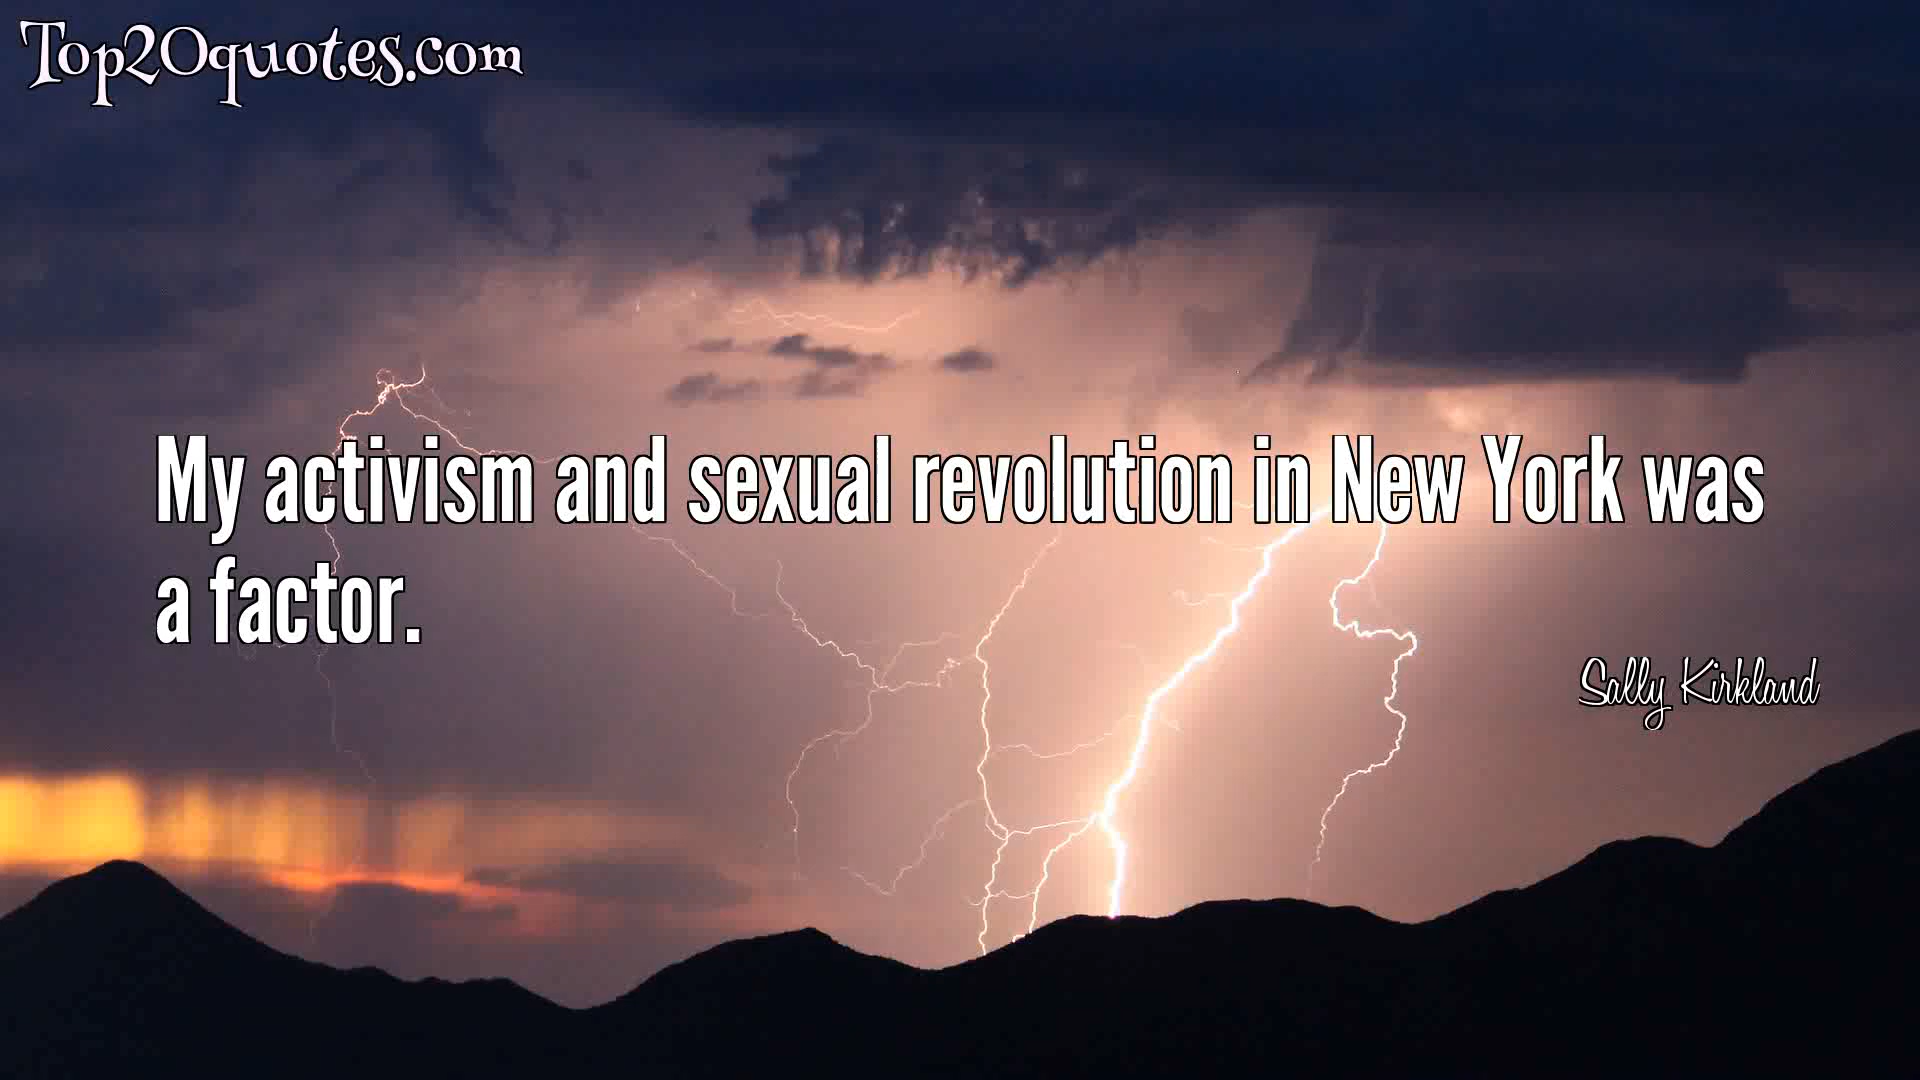 Top20quotes.com
My activism and sexual revolution in New York was
a factor.
Sally Kirkland